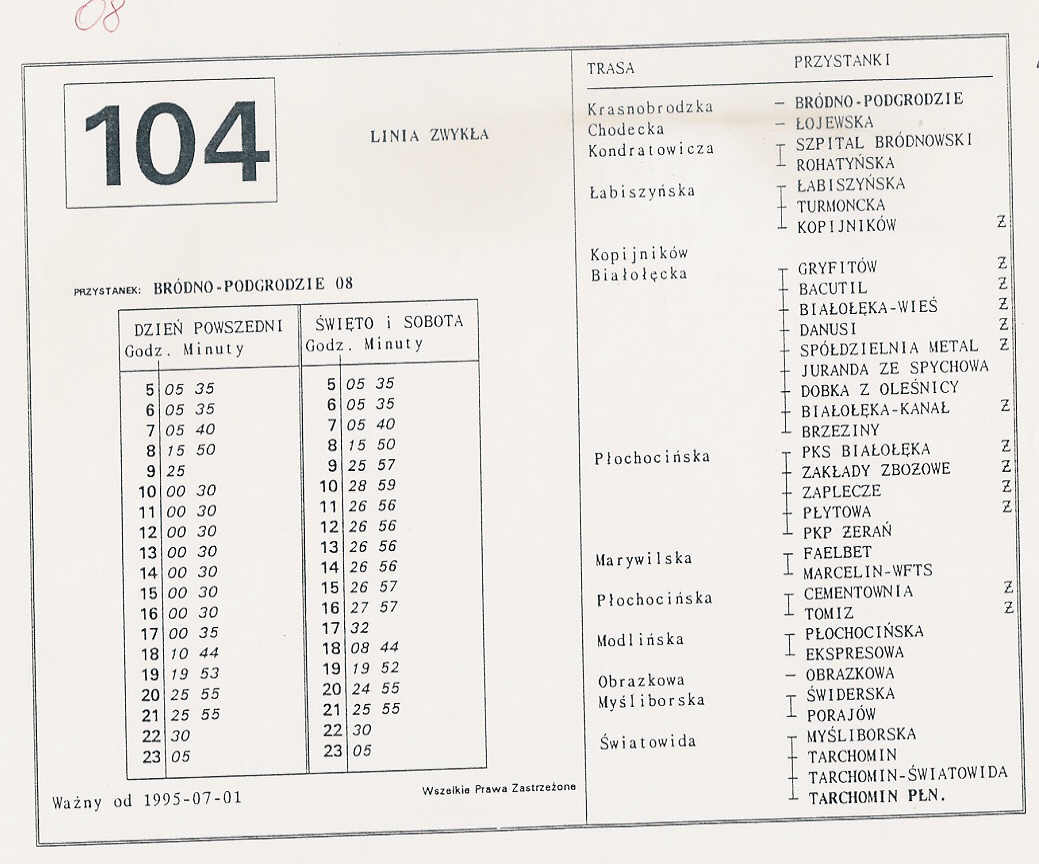 08
104
LINIA ZWYKŁA
PRZYSTANEK: BRÓDNO-PODGRODZIE 08
DZIEŃ POWSZEDNI
Godz. Minuty
5 05 35
6 05 35
7 05 40
8 15 50
9 25
10 00 30
11 00 30
12 00 30
13 00 30
14 00 30
15 00 30
16 00 30
17 00 35
18 10 44
19 19 53
20 25 55
21 25 55
22 30
23 05
ŚWIĘTO i SOBOTA
Godz. Minuty
5 05 35
6 05 35
7 05 40
8 15 50
9 25 57
10 28 59
11 26 56
12 26 56
13 26 56
14 26 56
15 26 57
16 27 57
17 32
18 08 44
19 19 52
20 24 55
21 25 55
22 30
23 05
Ważny od 1995-07-01
Wszelkie Prawa Zastrzeżone
TRASA PRZYSTANKI
Krasnobrodzka – BRÓDNO-PODGRODZIE
Chodecka – ŁOJEWSKA
Kondratowicza SZPITAL BRÓDNOWSKI
ROHATYŃSKA
Łabiszyńska ŁABISZYŃSKA
TURMONCKA
KOPIJNIKÓW Ż
Kopijników
Białołęcka GRYFITÓW Ż
BACUTIL Ż
BIAŁOŁĘKA-WIEŚ Ż
DANUSI Ż
SPÓŁDZIELNIA METAL Ż
JURANDA ZE SPYCHOWA
DOBKA Z OLEŚNICY
BIAŁOŁĘKA-KANAŁ Ż
BRZEZINY
Płochocińska PKS BIAŁOŁĘKA Ż
ZAKŁADY ZBOŻOWE Ż
ZAPLECZE Ż
PŁYTOWA Ż
PKP ŻERAŃ
Marywilska FAELBET
MARCELIN-WFTS
Płochocińska CEMENTOWNIA Ż
TOMIZ Ż
Modlińska PŁOCHOCIŃSKA
EKSPRESOWA
Obrazkowa – OBRAZKOWA
Myśliborska ŚWIDERSKA
PORAJÓW
Światowida MYŚLIBORSKA
TARCHOMIN
TARCHOMIN-ŚWIATOWIDA
TARCHOMIN PŁN.